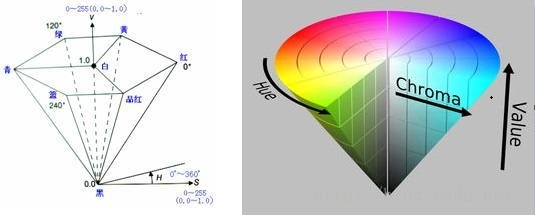 0~255(0.0~1.0)
V
120°
绿
黄
1.0
白
红
0°
青
蓝
240°
品红
0.0
黑
H
0°~360°
S
0~255
(0.0~1.0)
Hue
Chroma
Value